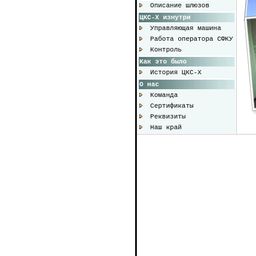 Описание шлюзов
ЦКС-Х изнутри
Управляющая машина
Работа оператора СФКУ
Контроль
Как это было
История ЦКС-Х
О нас
Команда
Сертификаты
Реквизиты
Наш край